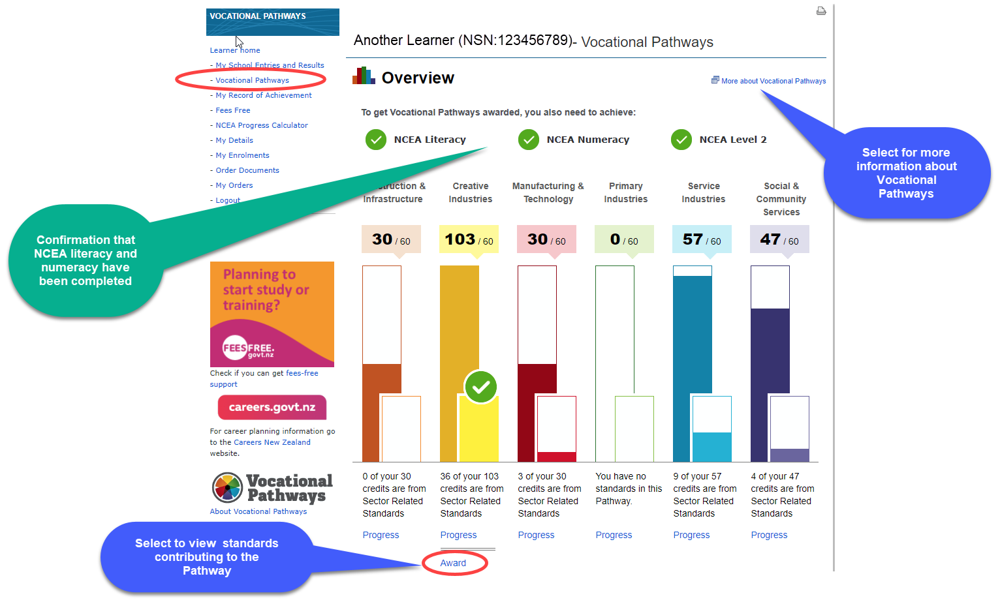 VOCATIONAL PATHWAYS
Learner home
- My School Entries and Results
- Vocational Pathways
- My Record of Achievement
- Fees Free
- NCEA Progress Calculator
- My Details
- My Enrolments
- Order Documents
- My Orders
- Logout
Confirmation that
NCEA literacy and
numeracy have
been completed
Planning to
start study or
training?
FEESFREE.
govt.nz
Check if you can get fees-free
support
careers.govt.nz
For career planning information go
to the Careers New Zealand
website.
Vocational
Pathways
About Vocational Pathways
Select to view standards
contributing to the
Pathway
Another Learner (NSN:123456789)- Vocational Pathways
Overview
More about Vocational Pathways
Select for more
information about
Vocational
Pathways
To get Vocational Pathways awarded, you also need to achieve:
NCEA Literacy
NCEA Numeracy
NCEA Level 2
struction &
Infrastructure
Creative
Industries
Manufacturing &
Technology
Primary
Industries
Service
Industries
Social &
Community
Services
30 / 60
103 / 60
30 / 60
0 / 60
57 / 60
47 / 60
0 of your 30
credits are from
Sector Related
Standards
Progress
36 of your 103
credits are from
Sector Related
Standards
Progress
Award
3 of your 30
credits are from
Sector Related
Standards
Progress
You have no
standards in this
Pathway.
Progress
9 of your 57
credits are from
Sector Related
Standards
Progress
4 of your 47
credits are from
Sector Related
Standards
Progress